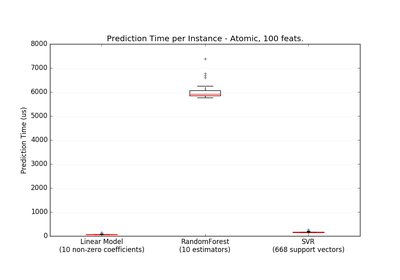 Prediction Time per Instance - Atomic, 100 feats.
8000
7000
6000
5000
4000
3000
2000
1000
0
Prediction Time (us)
Linear Model
(10 non-zero coefficients)
RandomForest
(10 estimators)
SVR
(668 support vectors)